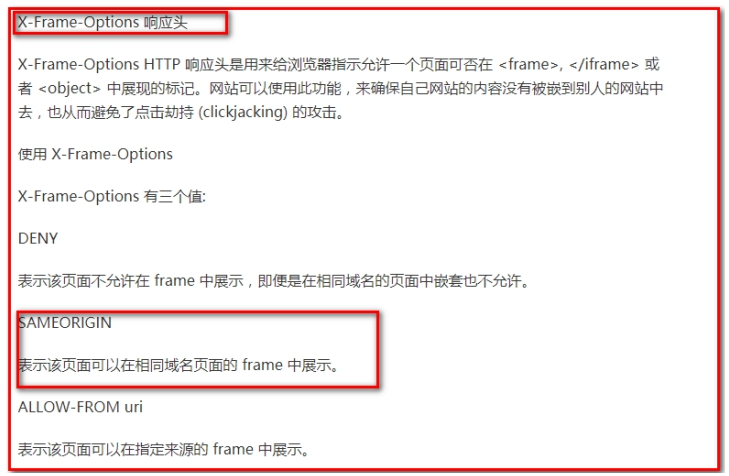 X-Frame-Options 响应头
X-Frame-Options HTTP 响应头是用来给浏览器指示允许一个页面可否在 <frame>, </iframe> 或
者 <object> 中展现的标记。网站可以使用此功能，来确保自己网站的内容没有被嵌到别人的网站中
去，也从而避免了点击劫持 (clickjacking) 的攻击。
使用 X-Frame-Options
X-Frame-Options 有三个值:
DENY
表示该页面不允许在 frame 中展示，即便是在相同域名的页面中嵌套也不允许。
SAMEORIGIN
表示该页面可以在相同域名页面的 frame 中展示。
ALLOW-FROM uri
表示该页面可以在指定来源的 frame 中展示。